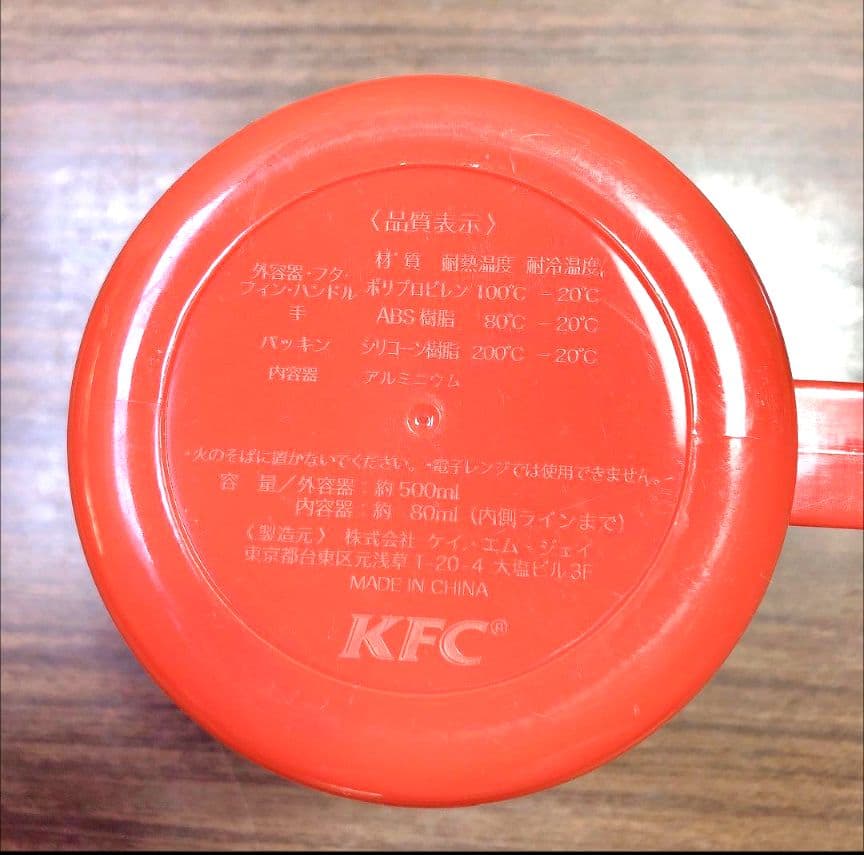 〈品質表示〉
材質 耐熱温度 耐冷温度
外容器・フタ・
フィン・ハンドル ポリプロピレン 100℃ －20℃
手 ABS樹脂 80℃ －20℃
パッキン シリコーン樹脂 200℃ －20℃
内容器 アルミニウム
・火のそばに置かないでください。・電子レンジでは使用できません。
容 量／外容器：約500ml
内容器：約 80ml（内側ラインまで）
〈製造元〉 株式会社 ケイ・エム・ジェイ
東京都台東区元浅草1-20-4 大塩ビル3F
MADE IN CHINA
KFC®